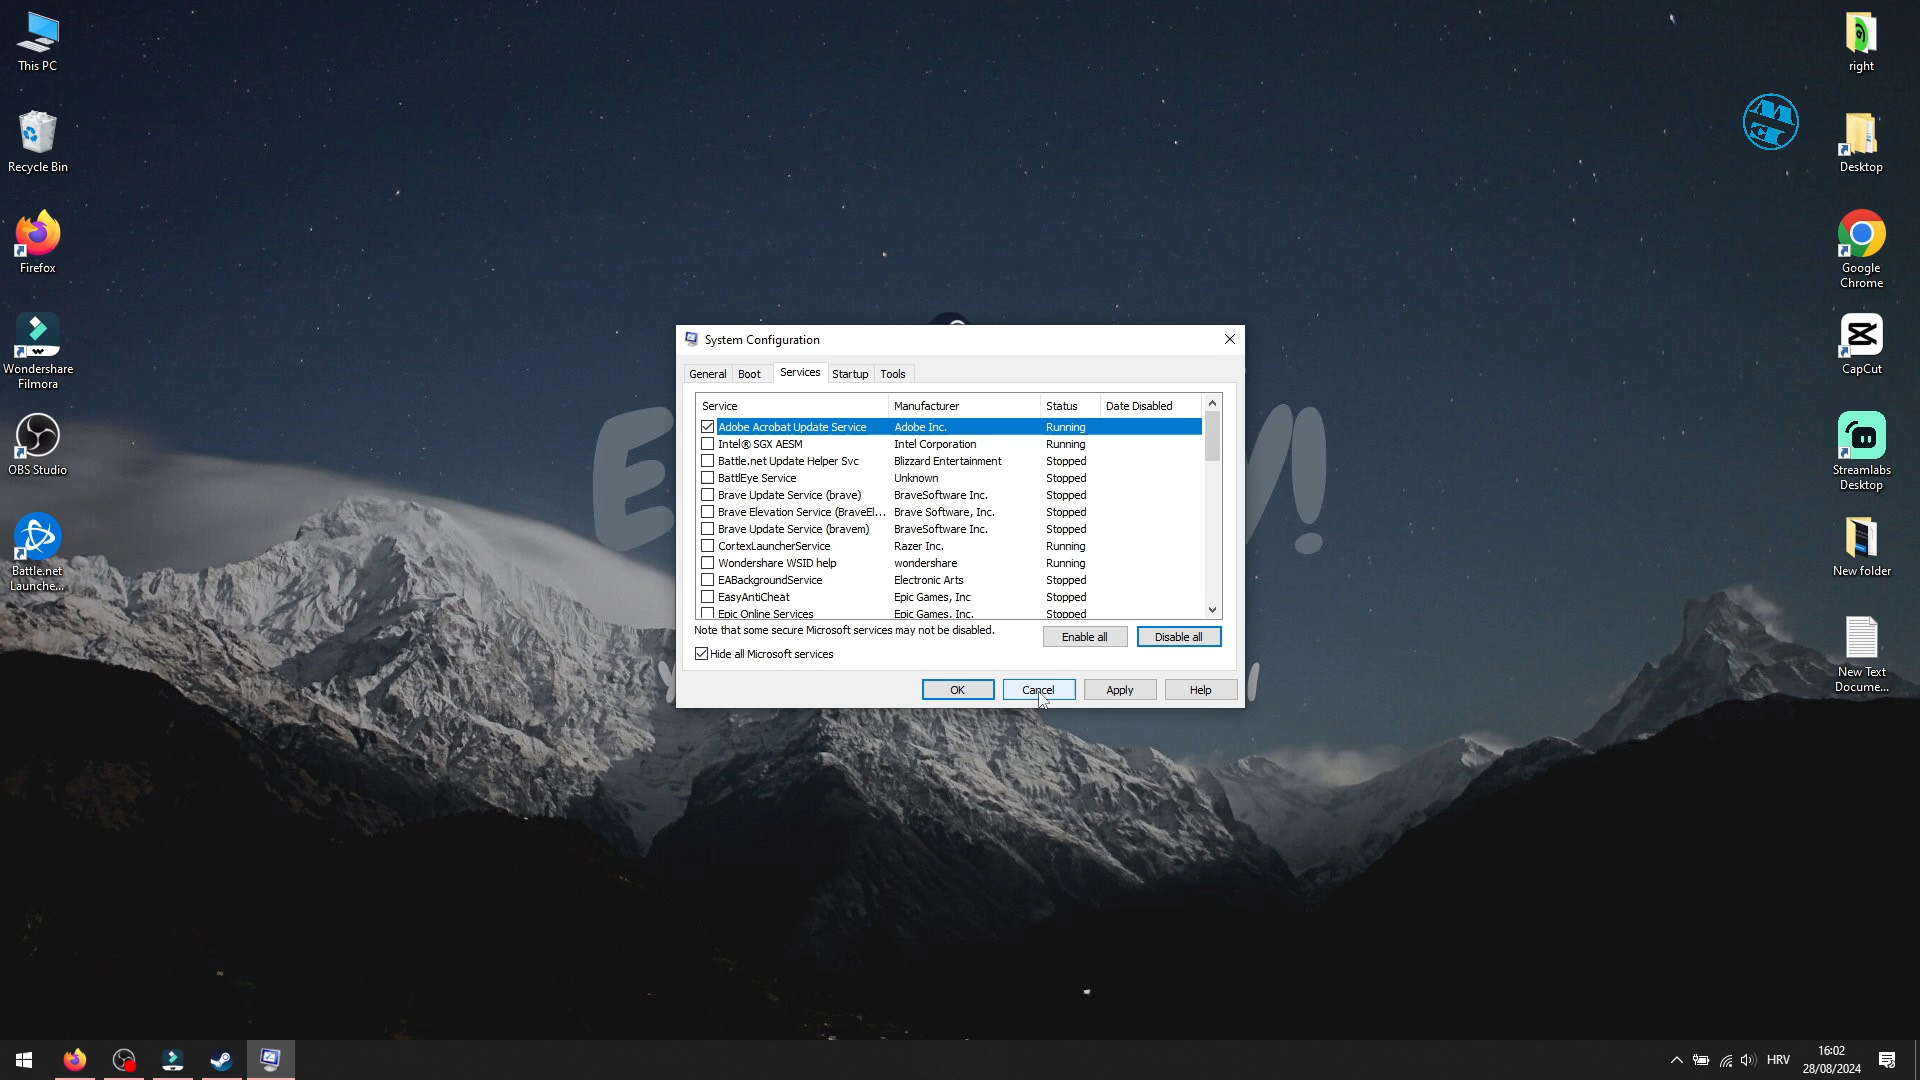 This PC
Recycle Bin
Firefox
Wondershare
Filmora
OBS Studio
Battle.net
Launche...
right
Desktop
Google
Chrome
CapCut
Streamlabs
Desktop
New folder
New Text
Docume...
System Configuration
General Boot Services Startup Tools
Service Manufacturer Status Date Disabled
Adobe Acrobat Update Service Adobe Inc. Running
Intel® SGX AESM Intel Corporation Running
Battle.net Update Helper Svc Blizzard Entertainment Stopped
BattlEye Service Unknown Stopped
Brave Update Service (brave) BraveSoftware Inc. Stopped
Brave Elevation Service (BraveEl... Brave Software, Inc. Stopped
Brave Update Service (bravem) BraveSoftware Inc. Stopped
CortexLauncherService Razer Inc. Running
Wondershare WSID help wondershare Running
EABackgroundService Electronic Arts Stopped
EasyAntiCheat Epic Games, Inc Stopped
Epic Online Services Epic Games, Inc. Stopped
Note that some secure Microsoft services may not be disabled.
Enable all Disable all
Hide all Microsoft services
OK Cancel Apply Help
HRV
16:02
28/08/2024